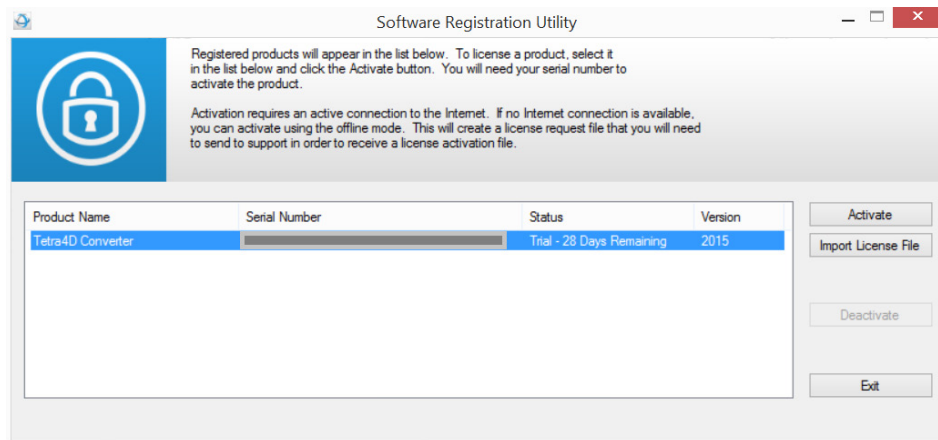 Software Registration Utility
Registered products will appear in the list below. To license a product, select it
in the list below and click the Activate button. You will need your serial number to
activate the product.
Activation requires an active connection to the Internet. If no Internet connection is available,
you can activate using the offline mode. This will create a license request file that you will need
to send to support in order to receive a license activation file.
Product Name Serial Number Status Version
Tetra4D Converter Trial - 28 Days Remaining 2015
Activate
Import License File
Deactivate
Exit